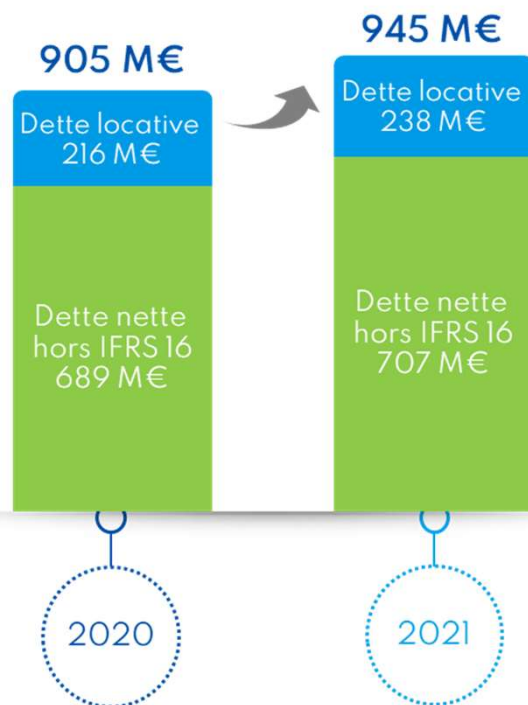 905 M€
Dette locative
216 M€
Dette nette
hors IFRS 16
689 M€
2020
945 M€
Dette locative
238 M€
Dette nette
hors IFRS 16
707 M€
2021